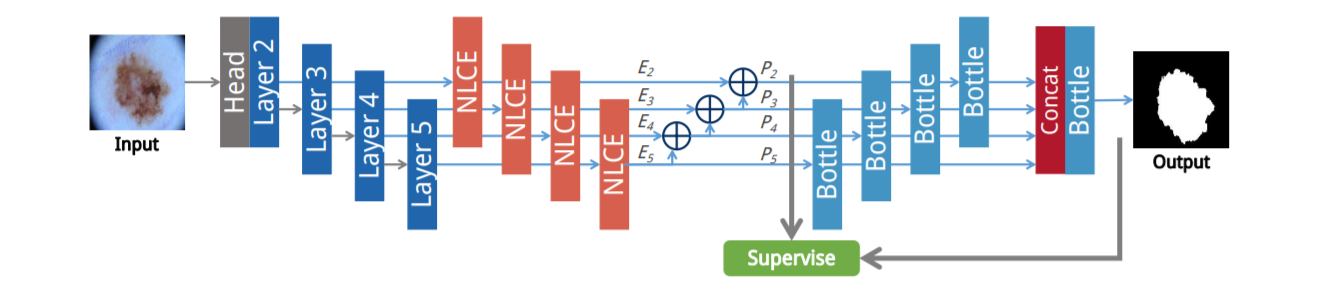 Input
Head
Layer 2
Layer 3
Layer 4
Layer 5
NLCE
NLCE
NLCE
NLCE
E2
E3
E4
E5
P2
P3
P4
P5
Bottle
Bottle
Bottle
Bottle
Concat
Bottle
Output
Supervise